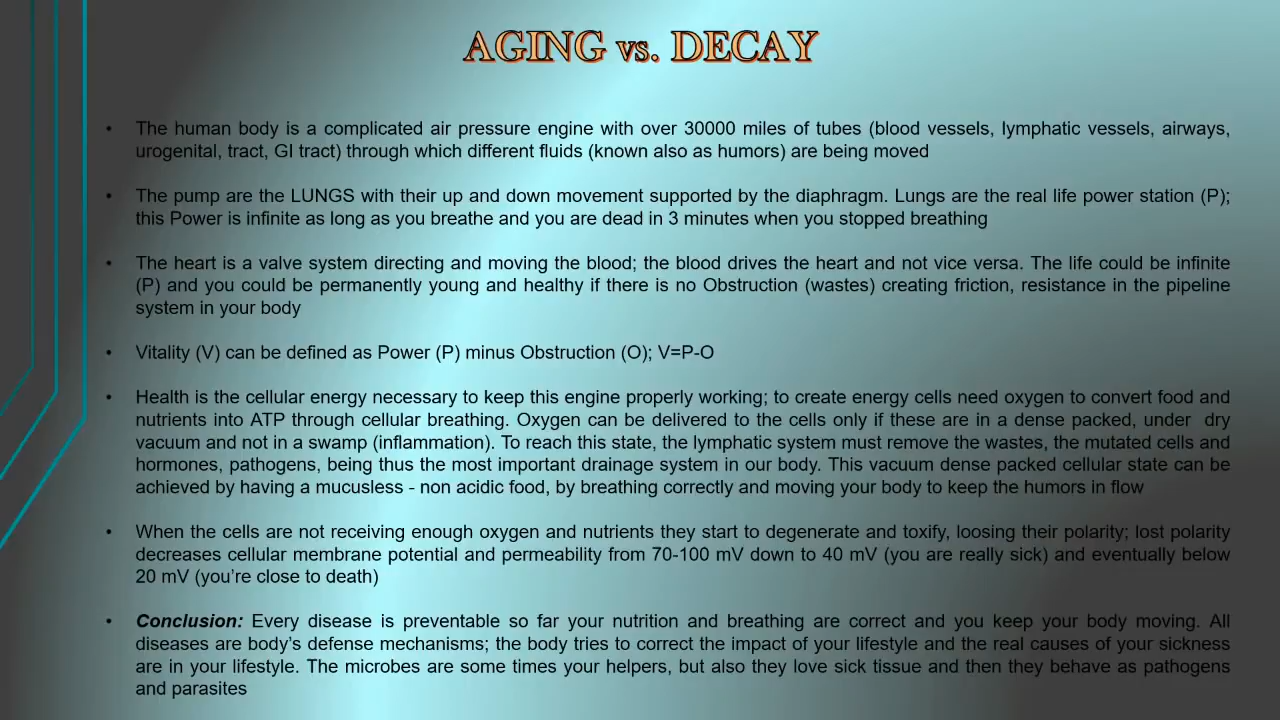 AGING vs. DECAY
• The human body is a complicated air pressure engine with over 30000 miles of tubes (blood vessels, lymphatic vessels, airways,
urogenital, tract, GI tract) through which different fluids (known also as humors) are being moved
• The pump are the LUNGS with their up and down movement supported by the diaphragm. Lungs are the real life power station (P);
this Power is infinite as long as you breathe and you are dead in 3 minutes when you stopped breathing
• The heart is a valve system directing and moving the blood; the blood drives the heart and not vice versa. The life could be infinite
(P) and you could be permanently young and healthy if there is no Obstruction (wastes) creating friction, resistance in the pipeline
system in your body
• Vitality (V) can be defined as Power (P) minus Obstruction (O); V=P-O
• Health is the cellular energy necessary to keep this engine properly working; to create energy cells need oxygen to convert food and
nutrients into ATP through cellular breathing. Oxygen can be delivered to the cells only if these are in a dense packed, under dry
vacuum and not in a swamp (inflammation). To reach this state, the lymphatic system must remove the wastes, the mutated cells and
hormones, pathogens, being thus the most important drainage system in our body. This vacuum dense packed cellular state can be
achieved by having a mucusless - non acidic food, by breathing correctly and moving your body to keep the humors in flow
• When the cells are not receiving enough oxygen and nutrients they start to degenerate and toxify, loosing their polarity; lost polarity
decreases cellular membrane potential and permeability from 70-100 mV down to 40 mV (you are really sick) and eventually below
20 mV (you're close to death)
• Conclusion: Every disease is preventable so far your nutrition and breathing are correct and you keep your body moving. All
diseases are body's defense mechanisms; the body tries to correct the impact of your lifestyle and the real causes of your sickness
are in your lifestyle. The microbes are some times your helpers, but also they love sick tissue and then they behave as pathogens
and parasites